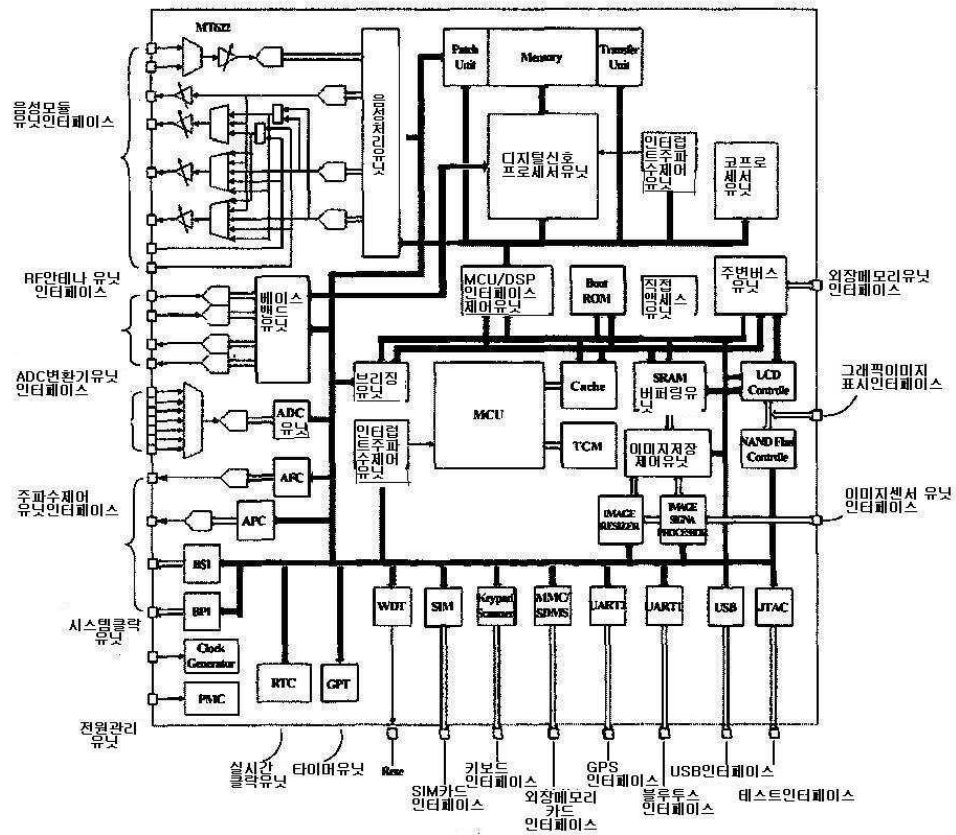 MT622
Patch
Unit
Memory
Transfer
Unit
음성모듈
유닛인터페이스
음성처리유닛
디지털신호
프로세서유닛
인터럽
트주파
수제어
유닛
코프로
세서
유닛
RF안테나 유닛
인터페이스
베이스
밴드
유닛
MCU/DSP
인터페이스
제어유닛
Boot
ROM
직접
액세스
유닛
주변버스
유닛
외장메모리유닛
인터페이스
ADC변환기유닛
인터페이스
ADC
유닛
브리징
유닛
MCU
Cache
SRAM
버퍼링유
닛
LCD
Controlle
그래픽이미지
표시인터페이스
인터럽
트주파
수제어
유닛
TCM
이미지저장
제어유닛
NAND Flas
Controlle
주파수제어
유닛인터페이스
AFC
APC
IMAGE
RESIZER
IMAGE
SIGNA
PROCESSOR
이미지센서 유닛
인터페이스
BSI
BPI
WDT
SIM
Keypad
Scanner
MMC/
SDMS
UART2
UART1
USB
JTAC
시스템클락
유닛
Clock
Generator
PMC
RTC
GPT
전원관리
유닛
실시간
클락유닛
타이머유닛
Rese
SIM카드
인터페이스
키보드
인터페이스
외장메모리
카드
인터페이스
GPS
인터페이스
블루투스
인터페이스
USB인터페이스
테스트인터페이스